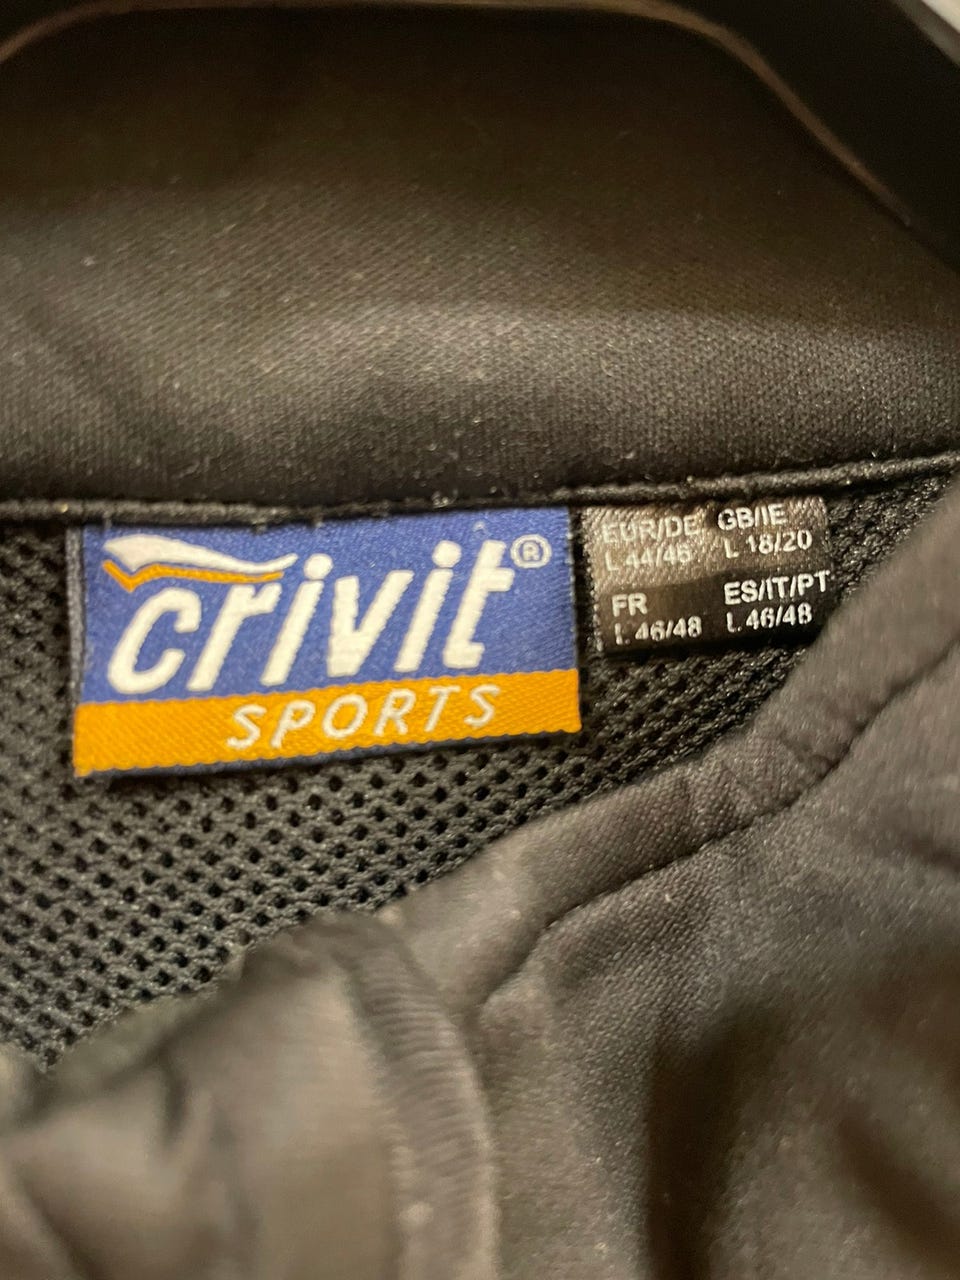 crivit®
SPORTS
EUR/DE GB/IE
L 44/46 L 18/20
FR ES/IT/PT
L 46/48 L 46/48